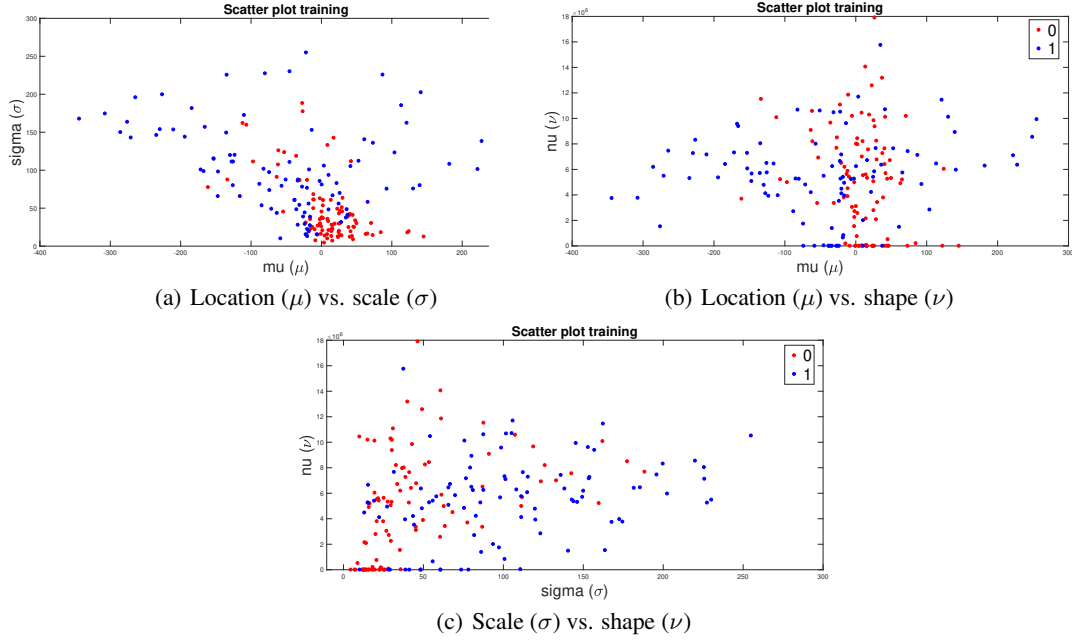 Scatter plot training
300
250
200
150
100
50
0
sigma (σ)
-400 -300 -200 -100 0 100 200
mu (μ)
(a) Location (μ) vs. scale (σ)
Scatter plot training
×10⁶
18
16
14
12
10
8
6
4
2
0
nu (ν)
0
1
-400 -300 -200 -100 0 100 200 300
mu (μ)
(b) Location (μ) vs. shape (ν)
Scatter plot training
×10⁶
18
16
14
12
10
8
6
4
2
0
nu (ν)
0
1
0 50 100 150 200 250 300
sigma (σ)
(c) Scale (σ) vs. shape (ν)